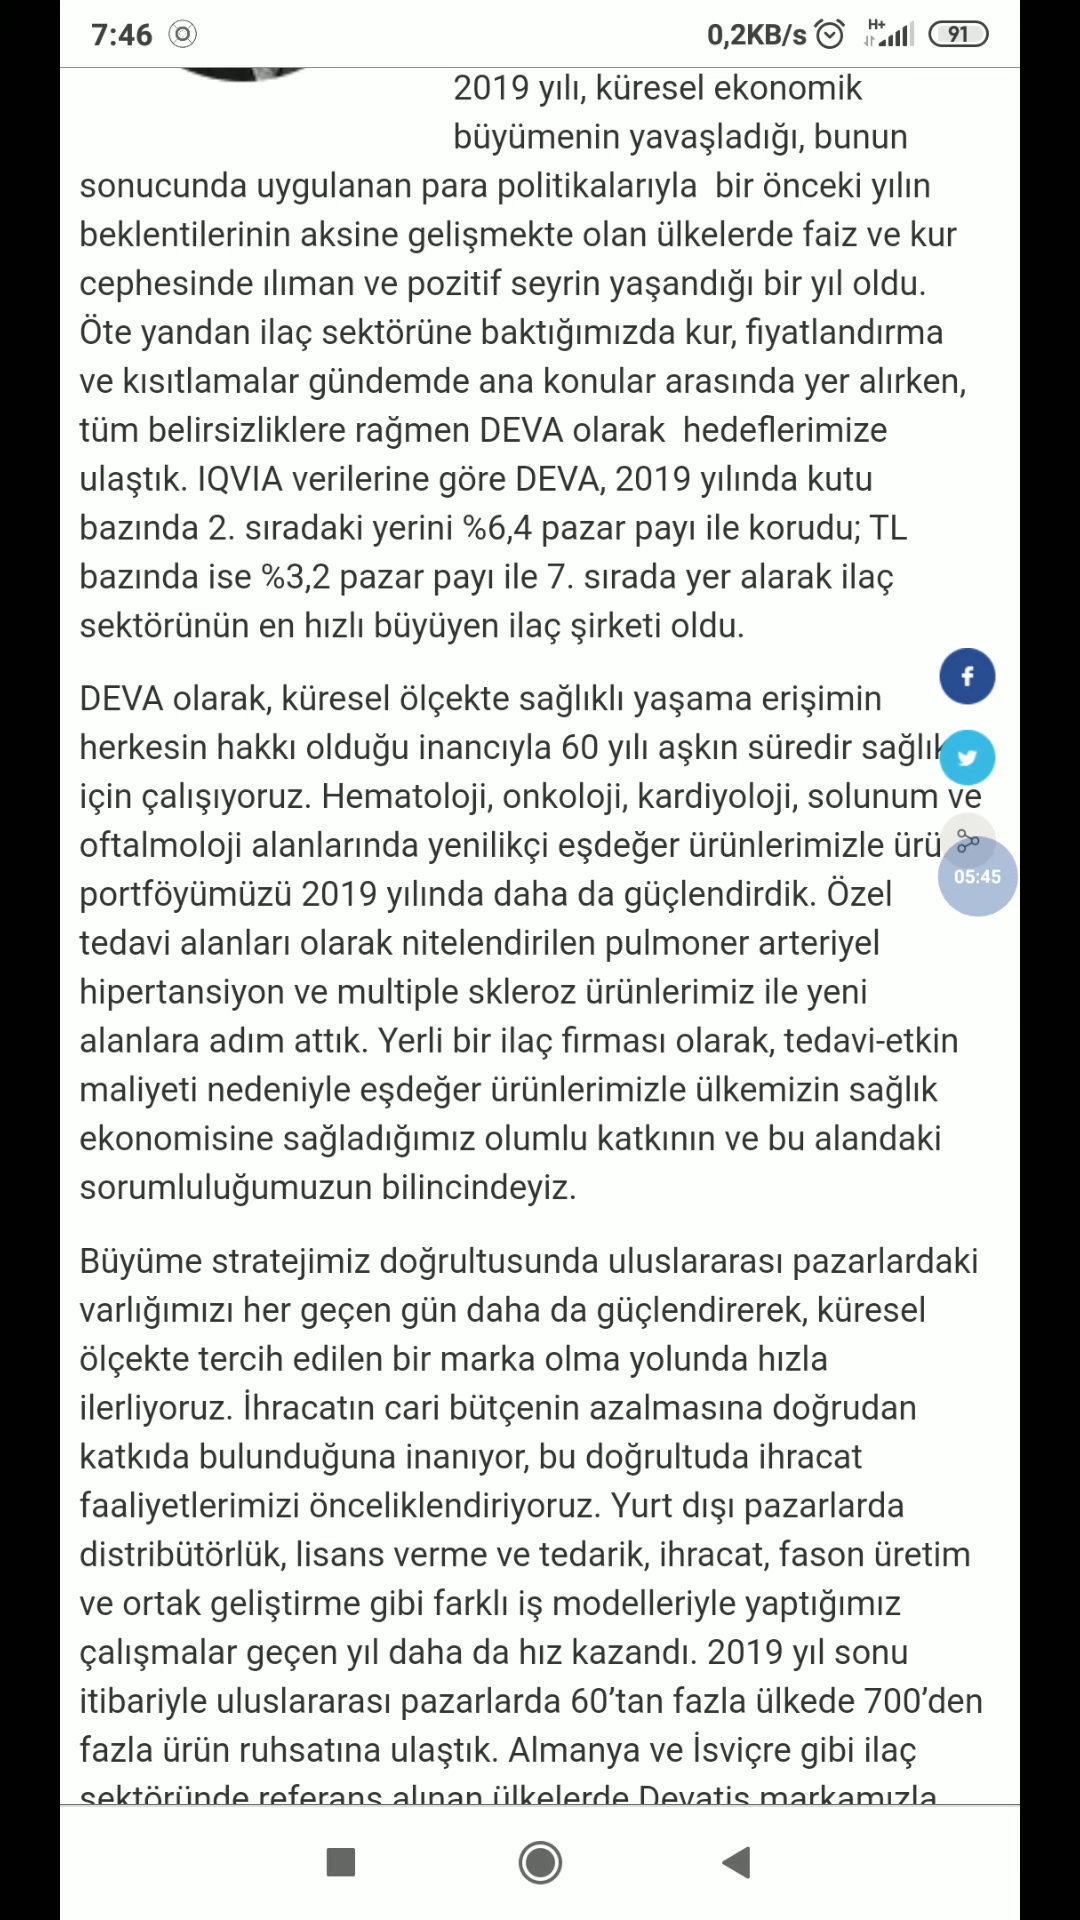 7:46
0,2KB/s H+ 91
2019 yılı, küresel ekonomik
büyümenin yavaşladığı, bunun
sonucunda uygulanan para politikalarıyla  bir önceki yılın
beklentilerinin aksine gelişmekte olan ülkelerde faiz ve kur
cephesinde ılıman ve pozitif seyrin yaşandığı bir yıl oldu.
Öte yandan ilaç sektörüne baktığımızda kur, fiyatlandırma
ve kısıtlamalar gündemde ana konular arasında yer alırken,
tüm belirsizliklere rağmen DEVA olarak  hedeflerimize
ulaştık. IQVIA verilerine göre DEVA, 2019 yılında kutu
bazında 2. sıradaki yerini %6,4 pazar payı ile korudu; TL
bazında ise %3,2 pazar payı ile 7. sırada yer alarak ilaç
sektörünün en hızlı büyüyen ilaç şirketi oldu.
DEVA olarak, küresel ölçekte sağlıklı yaşama erişimin
herkesin hakkı olduğu inancıyla 60 yılı aşkın süredir sağlık
için çalışıyoruz. Hematoloji, onkoloji, kardiyoloji, solunum ve
oftalmoloji alanlarında yenilikçi eşdeğer ürünlerimizle ürü
05:45
portföyümüzü 2019 yılında daha da güçlendirdik. Özel
tedavi alanları olarak nitelendirilen pulmoner arteriyel
hipertansiyon ve multiple skleroz ürünlerimiz ile yeni
alanlara adım attık. Yerli bir ilaç firması olarak, tedavi-etkin
maliyeti nedeniyle eşdeğer ürünlerimizle ülkemizin sağlık
ekonomisine sağladığımız olumlu katkının ve bu alandaki
sorumluluğumuzun bilincindeyiz.
Büyüme stratejimiz doğrultusunda uluslararası pazarlardaki
varlığımızı her geçen gün daha da güçlendirerek, küresel
ölçekte tercih edilen bir marka olma yolunda hızla
ilerliyoruz. İhracatın cari bütçenin azalmasına doğrudan
katkıda bulunduğuna inanıyor, bu doğrultuda ihracat
faaliyetlerimizi önceliklendiriyoruz. Yurt dışı pazarlarda
distribütörlük, lisans verme ve tedarik, ihracat, fason üretim
ve ortak geliştirme gibi farklı iş modelleriyle yaptığımız
çalışmalar geçen yıl daha da hız kazandı. 2019 yıl sonu
itibariyle uluslararası pazarlarda 60’tan fazla ülkede 700’den
fazla ürün ruhsatına ulaştık. Almanya ve İsviçre gibi ilaç
sektöründe referans alınan ülkelerde Devatis markamızla